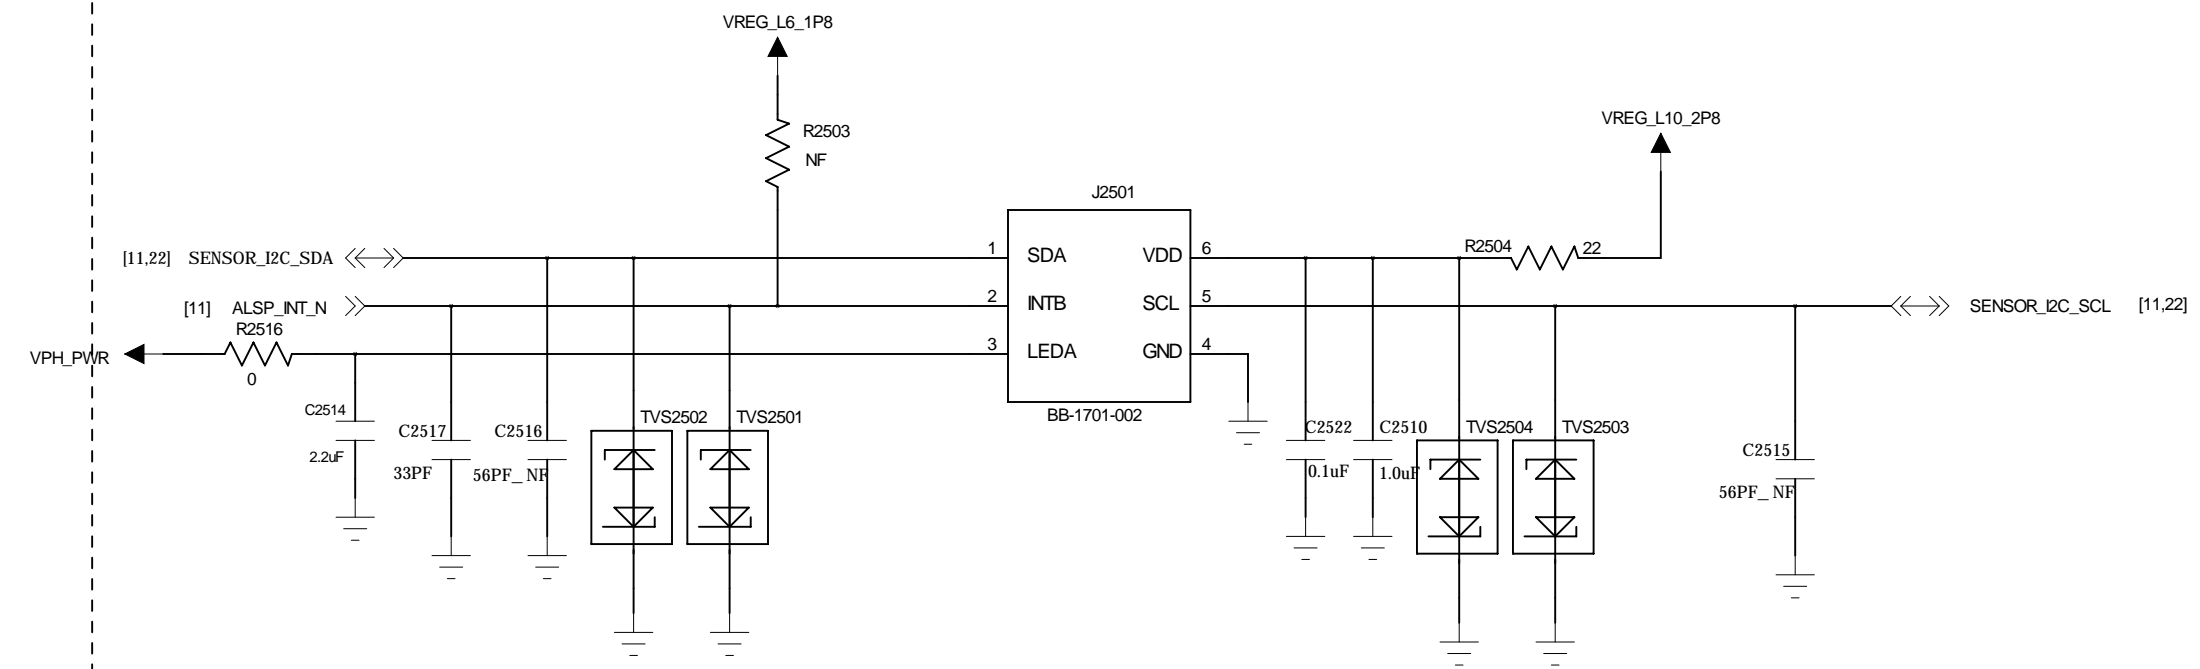 VREG_L6_1P8
R2503
NF
VREG_L10_2P8
J2501
[11,22] SENSOR_I2C_SDA
1 SDA VDD 6
R2504 22
[11] ALSP_INT_N
2 INTB SCL 5
SENSOR_I2C_SCL [11,22]
R2516
VPH_PWR
0
3 LEDA GND 4
BB-1701-002
C2514
2.2uF
C2517
33PF
C2516
56PF_NF
TVS2502
TVS2501
C2522
0.1uF
C2510
1.0uF
TVS2504
TVS2503
C2515
56PF_NF